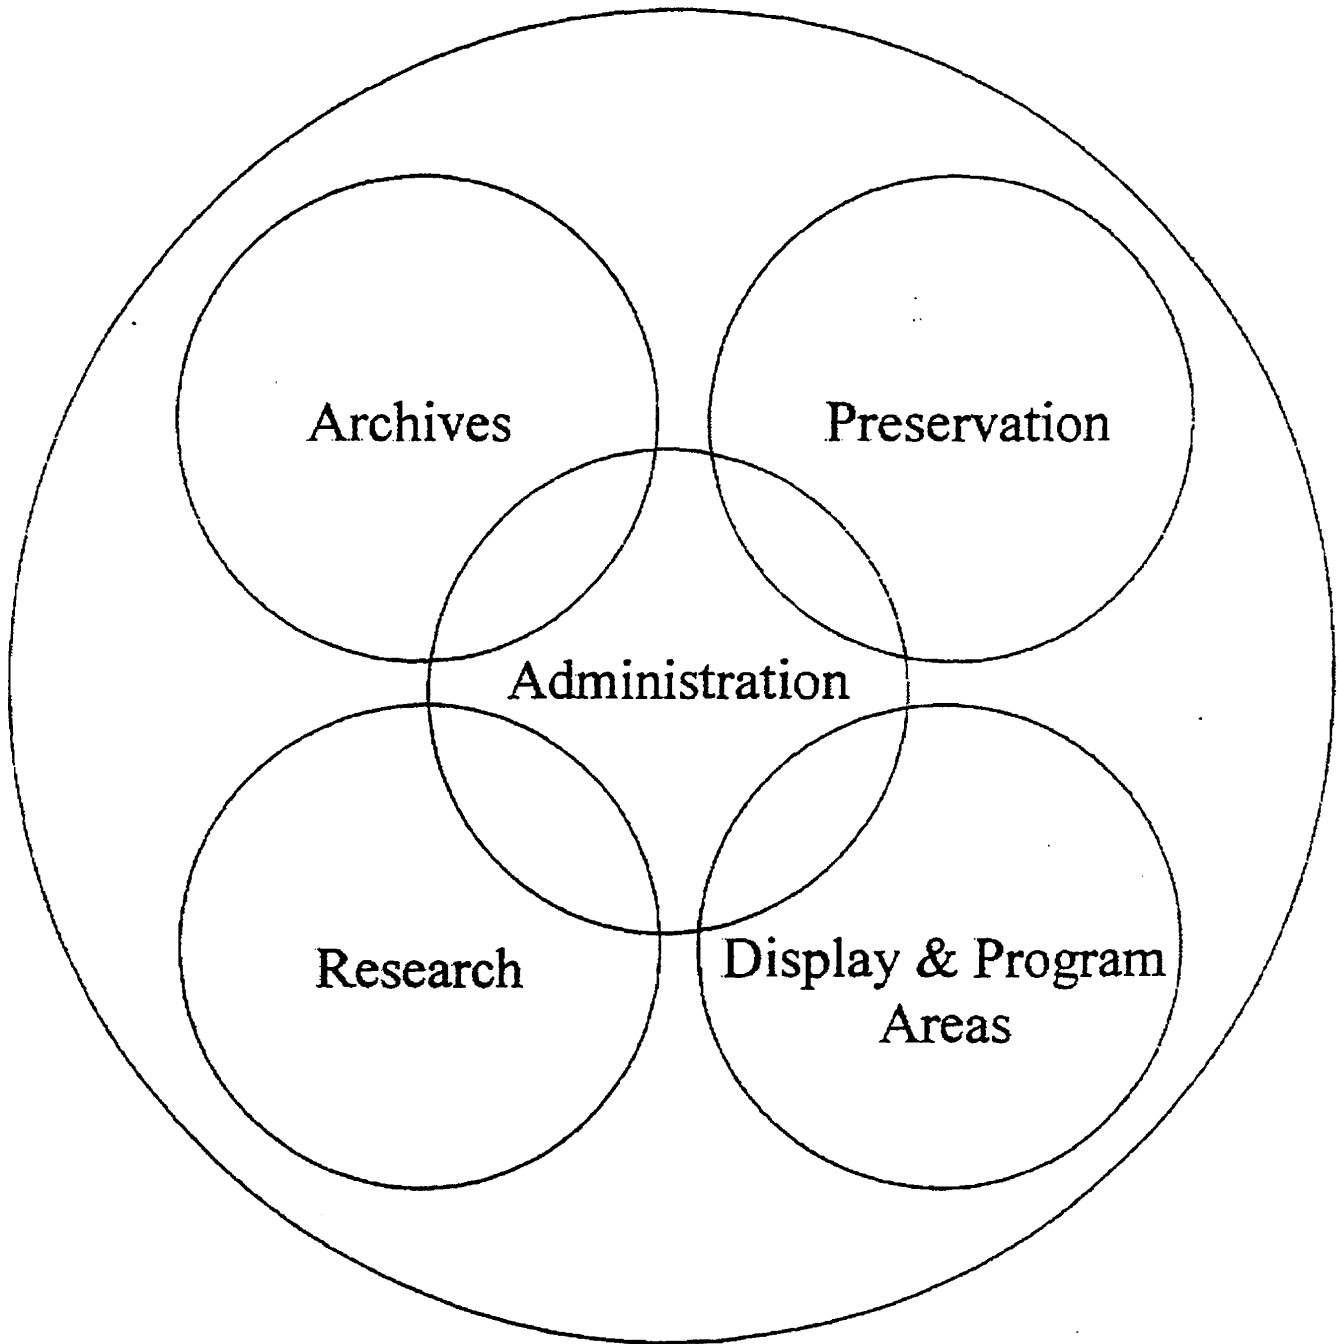 Archives
Preservation
Administration
Research
Display & Program
Areas